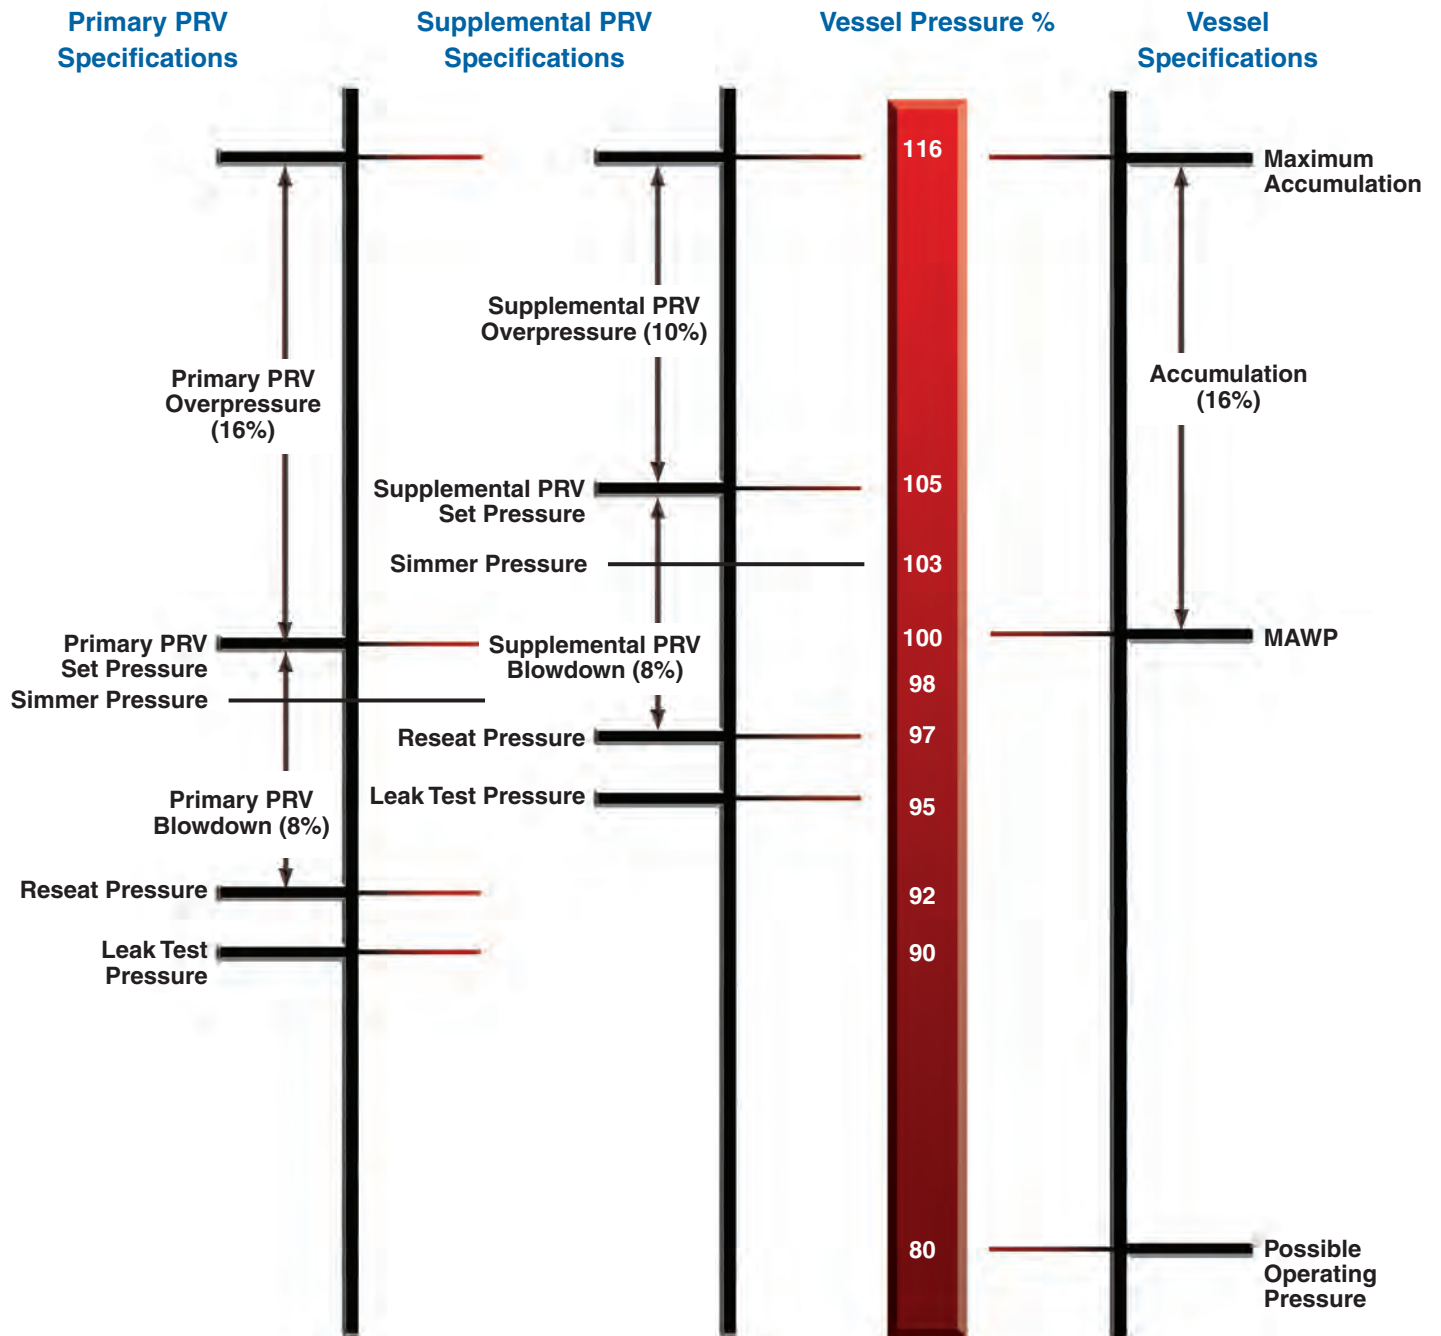 Primary PRV
Specifications
Supplemental PRV
Specifications
Vessel Pressure %
Vessel
Specifications
Primary PRV
Overpressure
(16%)
Primary PRV
Set Pressure
Simmer Pressure
Primary PRV
Blowdown (8%)
Reseat Pressure
Leak Test
Pressure
Supplemental PRV
Overpressure (10%)
Supplemental PRV
Set Pressure
Simmer Pressure
Supplemental PRV
Blowdown (8%)
Reseat Pressure
Leak Test Pressure
116
105
103
100
98
97
95
92
90
80
Maximum
Accumulation
Accumulation
(16%)
MAWP
Possible
Operating
Pressure